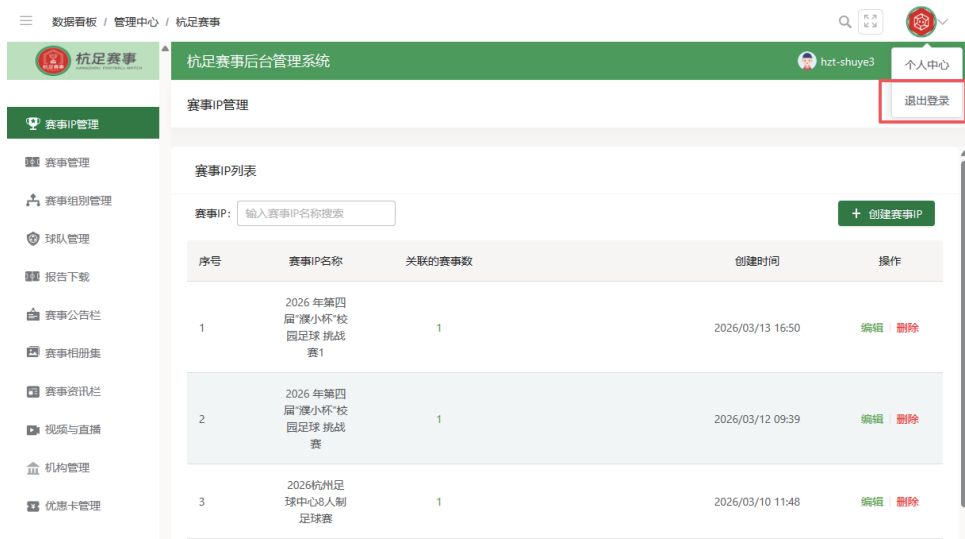 数据看板 / 管理中心 / 杭足赛事
杭足赛事
杭足赛事后台管理系统
hzt-shuye3
个人中心
退出登录
赛事IP管理
赛事管理
赛事组别管理
球队管理
报告下载
赛事公告栏
赛事相册集
赛事资讯栏
视频与直播
机构管理
优惠卡管理
赛事IP管理
赛事IP列表
赛事IP: 输入赛事IP名称搜索
+ 创建赛事IP
序号 赛事IP名称 关联的赛事数 创建时间 操作
2026 年第四
届“濮小杯”校
1 园足球 挑战 1 2026/03/13 16:50 编辑 删除
赛1
2026 年第四
届“濮小杯”校
2 园足球 挑战 1 2026/03/12 09:39 编辑 删除
赛
2026杭州足
3 球中心8人制 1 2026/03/10 11:48 编辑 删除
足球赛